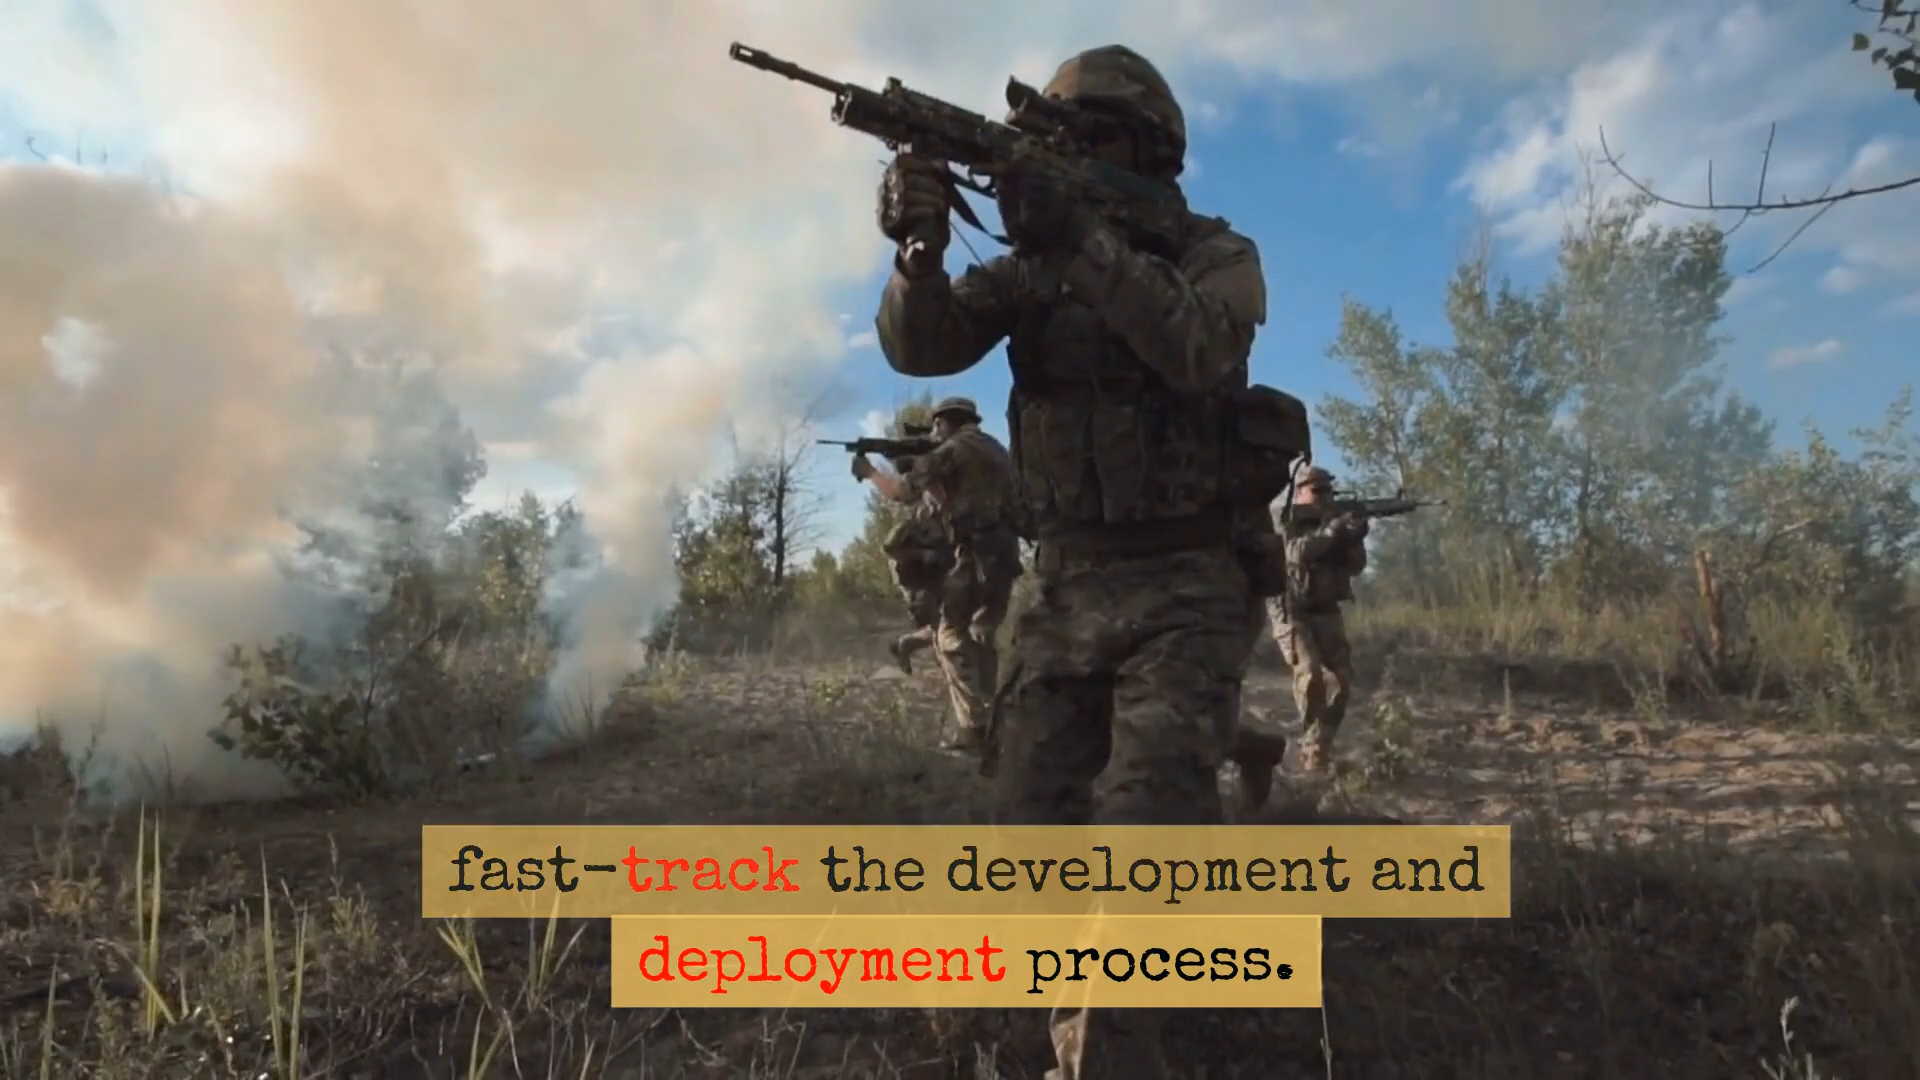 fast-track the development and
deployment process.